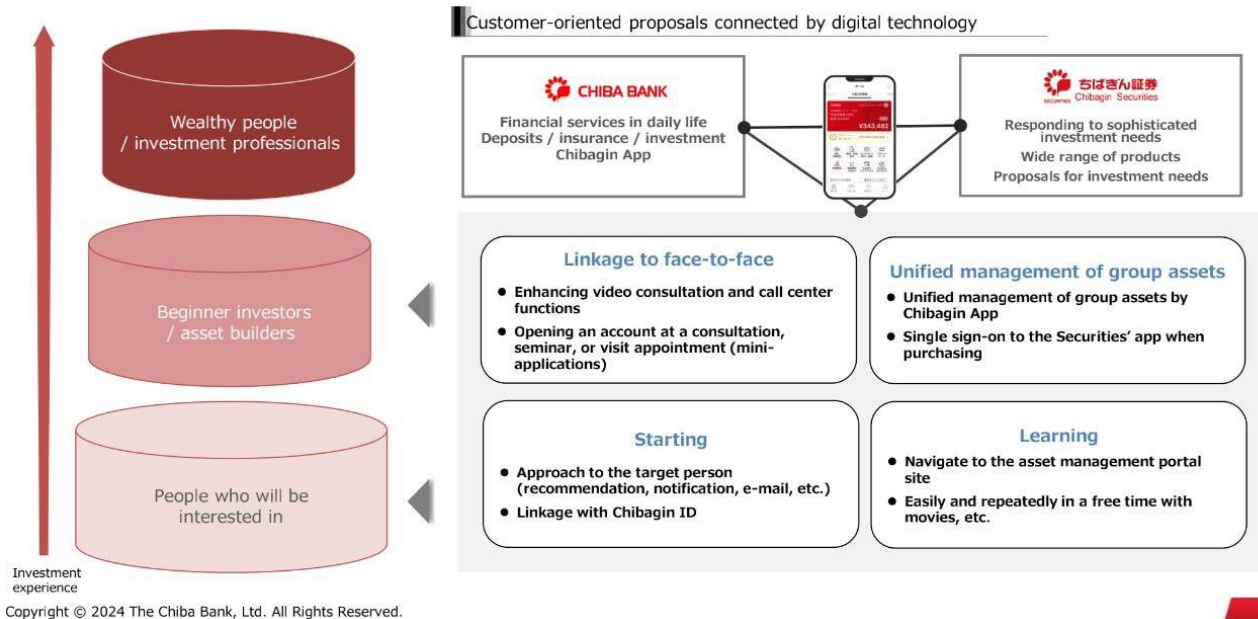 Customer-oriented proposals connected by digital technology
Wealthy people
/ investment professionals
Beginner investors
/ asset builders
People who will be
interested in
Investment
experience
CHIBA BANK
Financial services in daily life
Deposits / insurance / investment
Chibagin App
¥343,482
ちばぎん証券
SECURITIES Chibagin Securities
Responding to sophisticated
investment needs
Wide range of products
Proposals for investment needs
Linkage to face-to-face
● Enhancing video consultation and call center
functions
● Opening an account at a consultation,
seminar, or visit appointment (mini-
applications)
Unified management of group assets
● Unified management of group assets by
Chibagin App
● Single sign-on to the Securities’ app when
purchasing
Starting
● Approach to the target person
(recommendation, notification, e-mail, etc.)
● Linkage with Chibagin ID
Learning
● Navigate to the asset management portal
site
● Easily and repeatedly in a free time with
movies, etc.
Copyright © 2024 The Chiba Bank, Ltd. All Rights Reserved.